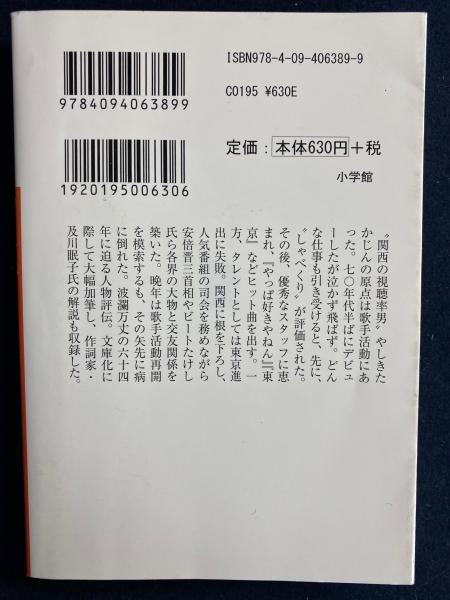 ISBN978-4-09-406389-9
C0195 ¥630E
定価：本体630円＋税
小学館
9784094063899
1920195006306
〝関西の視聴率男〟やしきた
かじんの原点は歌手活動にあ
った。七〇年代半ばにデビュ
ーしたが泣かず飛ばず。どん
な仕事も引き受けると、先に、
〝しゃべくり〟が評価された。
その後、優秀なスタッフに恵
まれ、『やっぱ好きやねん』『東
京』などヒット曲を出す。一
方、タレントとしては東京進
出に失敗。関西に根を下ろし、
人気番組の司会を務めながら
安倍晋三首相やビートたけし
氏ら各界の大物と交友関係を
築いた。晩年は歌手活動再開
を模索するも、その矢先に病
に倒れた。波瀾万丈の六十四
年に迫る人物評伝。文庫化に
際して大幅加筆し、作詞家・
及川眠子氏の解説も収録した。